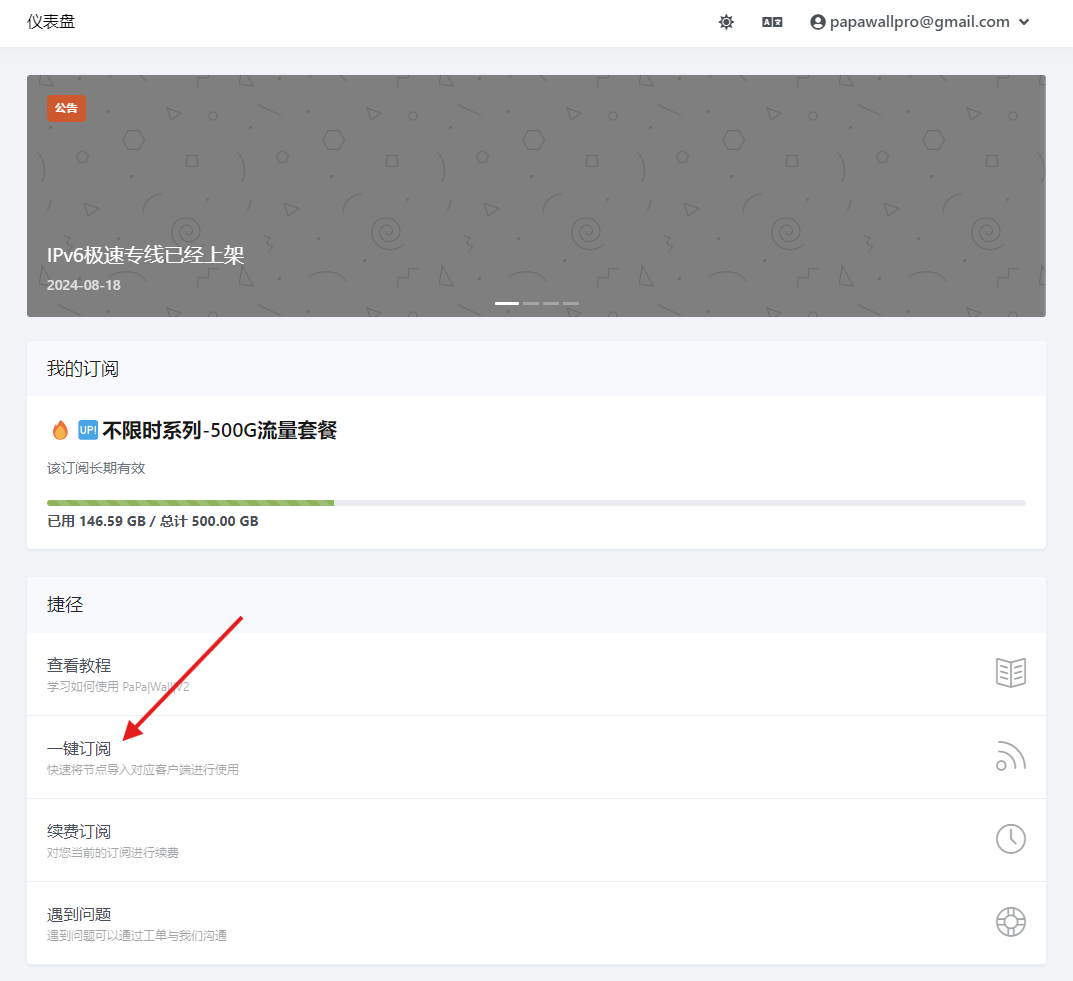 仪表盘
papawallpro@gmail.com
公告
IPv6极速专线已经上架
2024-08-18
我的订阅
🔥 UP! 不限时系列-500G流量套餐
该订阅长期有效
已用 146.59 GB / 总计 500.00 GB
捷径
查看教程
学习如何使用 PaPa|Wall|V2
一键订阅
快速将节点导入对应客户端进行使用
续费订阅
对您当前的订阅进行续费
遇到问题
遇到问题可以通过工单与我们沟通